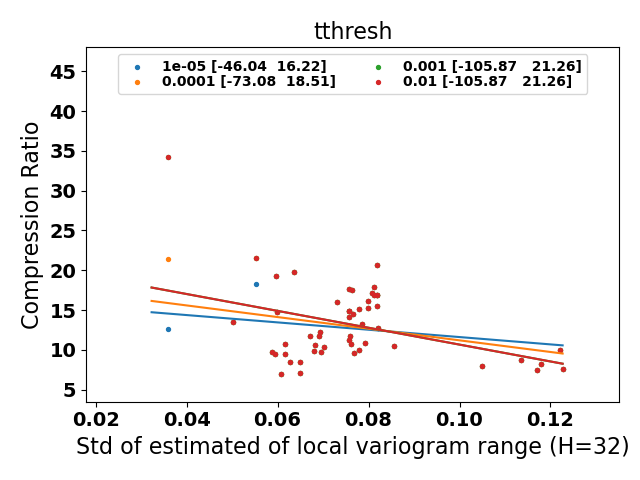 tthresh
1e-05 [-46.04 16.22]
0.0001 [-73.08 18.51]
0.001 [-105.87 21.26]
0.01 [-105.87 21.26]
Compression Ratio
45
40
35
30
25
20
15
10
5
0.02 0.04 0.06 0.08 0.10 0.12
Std of estimated of local variogram range (H=32)